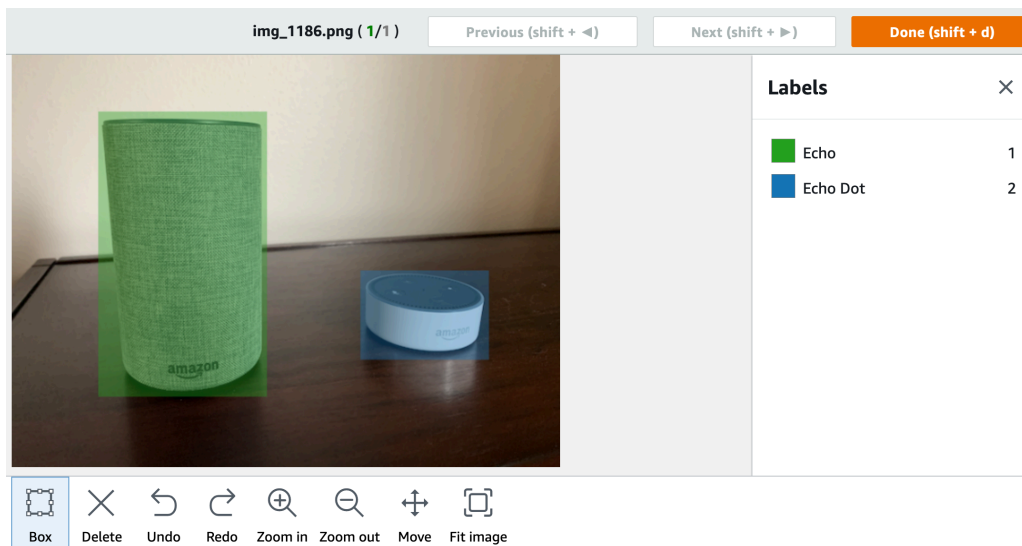 img_1186.png ( 1/1 )
Previous (shift + ◄)
Next (shift + ►)
Done (shift + d)
Labels
Echo 1
Echo Dot 2
amazon
amazon
Box
Delete
Undo
Redo
Zoom in
Zoom out
Move
Fit image